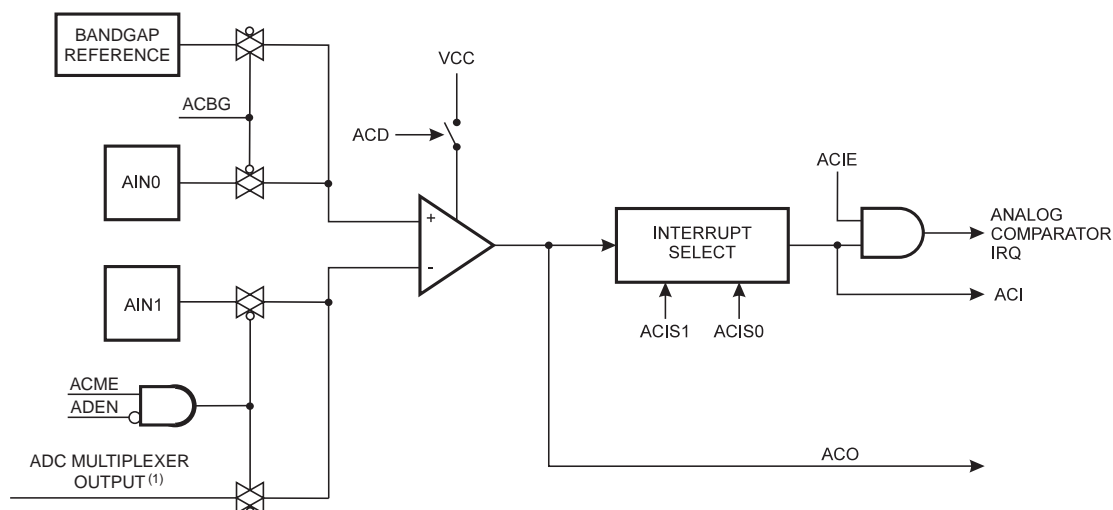 BANDGAP
REFERENCE
VCC
ACBG
ACD
AIN0
ACIE
+
-
INTERRUPT
SELECT
ANALOG
COMPARATOR
IRQ
AIN1
ACI
ACIS1 ACIS0
ACME
ADEN
ADC MULTIPLEXER
OUTPUT (1)
ACO